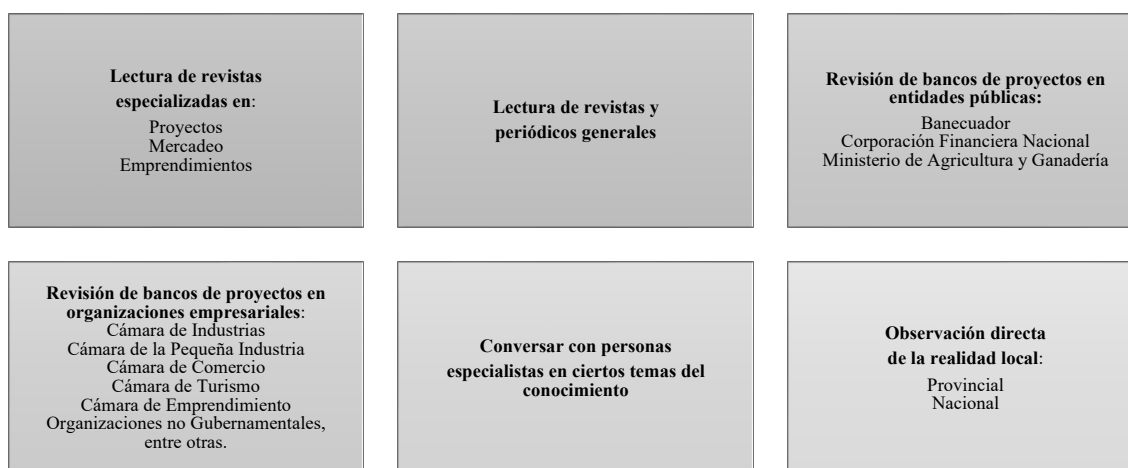 Lectura de revistas
especializadas en:
Proyectos
Mercadeo
Emprendimientos
Lectura de revistas y
periódicos generales
Revisión de bancos de proyectos en
entidades públicas:
Banecuador
Corporación Financiera Nacional
Ministerio de Agricultura y Ganadería
Revisión de bancos de proyectos en
organizaciones empresariales:
Cámara de Industrias
Cámara de la Pequeña Industria
Cámara de Comercio
Cámara de Turismo
Cámara de Emprendimiento
Organizaciones no Gubernamentales,
entre otras.
Conversar con personas
especialistas en ciertos temas del
conocimiento
Observación directa
de la realidad local:
Provincial
Nacional